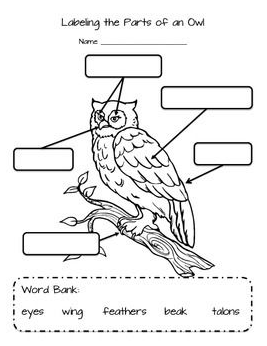 Labeling the Parts of an Owl
Name
Word Bank:
eyes wing feathers beak talons